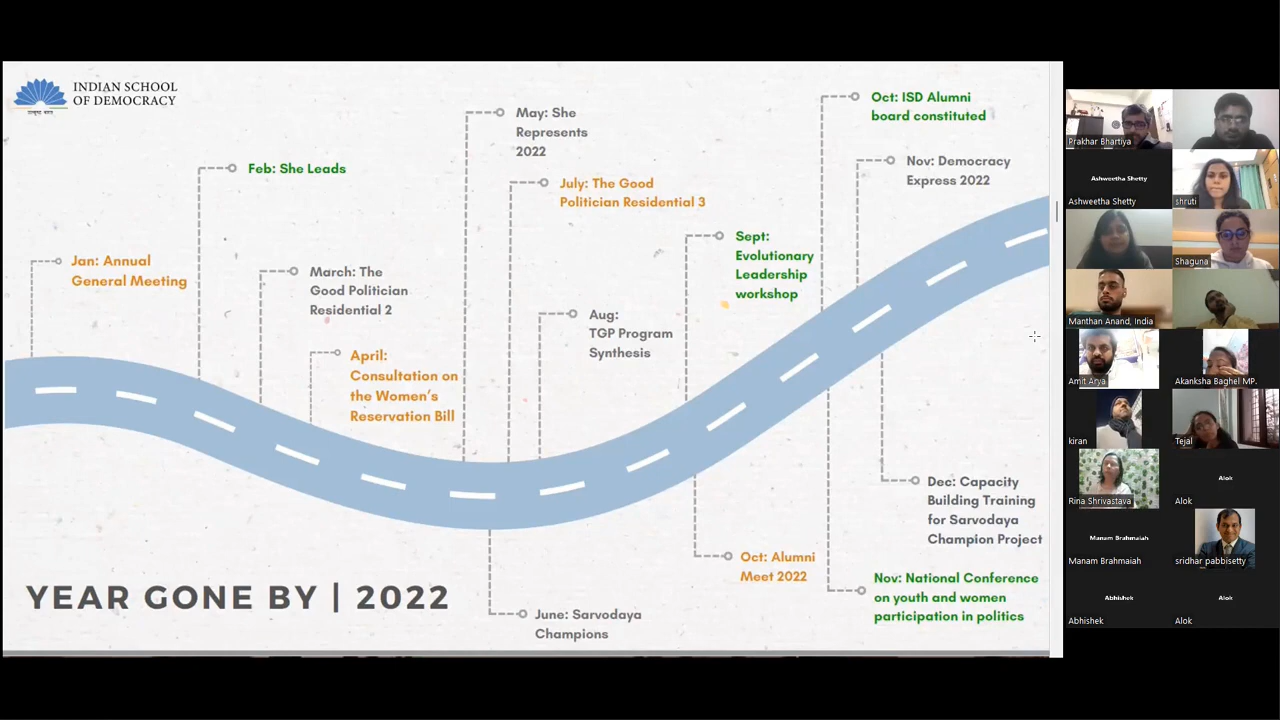 INDIAN SCHOOL
OF DEMOCRACY
Jan: Annual
General Meeting
Feb: She Leads
March: The
Good Politician
Residential 2
April:
Consultation on
the Women's
Reservation Bill
May: She
Represents
2022
June: Sarvodaya
Champions
July: The Good
Politician Residential 3
Aug:
TGP Program
Synthesis
Sept:
Evolutionary
Leadership
workshop
Oct: Alumni
Meet 2022
Oct: ISD Alumni
board constituted
Nov: Democracy
Express 2022
Nov: National Conference
on youth and women
participation in politics
Dec: Capacity
Building Training
for Sarvodaya
Champion Project
YEAR GONE BY | 2022
Prakhar Bhartiya
Ashweetha Shetty
Ashweetha Shetty
shruti
Shaguna
Manthan Anand, India
Amit Arya
Akanksha Baghel MP.
kiran
Tejal
Rina Shrivastava
Alok
Alok
Manam Brahmaiah
Manam Brahmaiah
sridhar pabbisetty
Abhishek
Abhishek
Alok
Alok